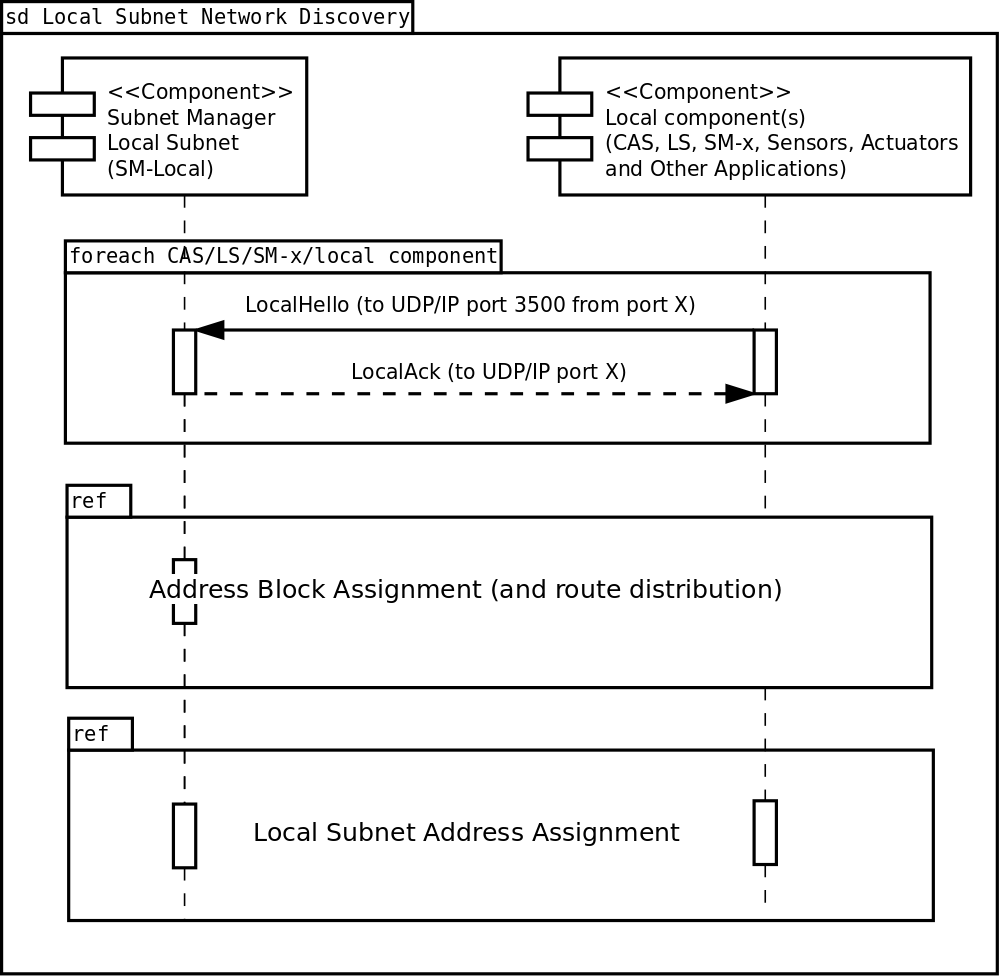 sd Local Subnet Network Discovery
<<Component>>
Subnet Manager
Local Subnet
(SM-Local)
<<Component>>
Local component(s)
(CAS, LS, SM-x, Sensors, Actuators
and Other Applications)
foreach CAS/LS/SM-x/local component
LocalHello (to UDP/IP port 3500 from port X)
LocalAck (to UDP/IP port X)
ref
Address Block Assignment (and route distribution)
ref
Local Subnet Address Assignment